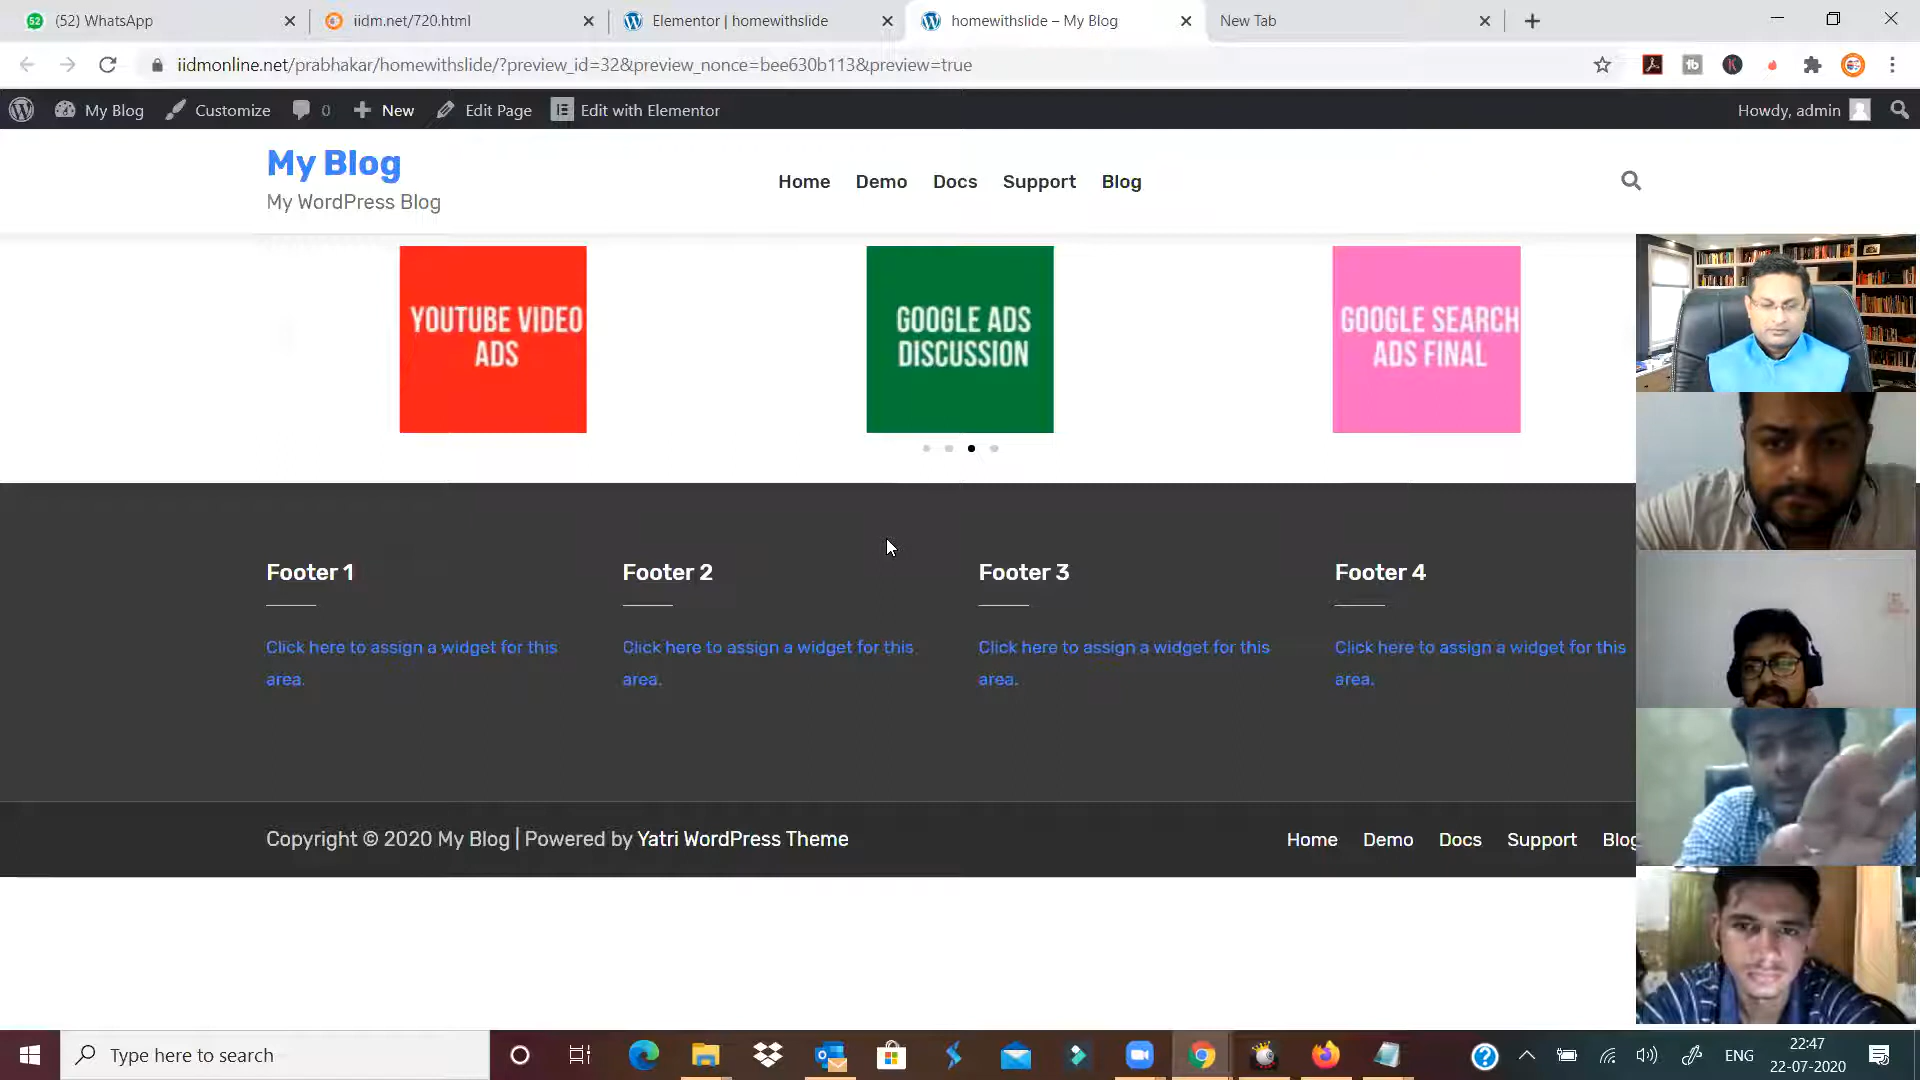 (52) WhatsApp
iidm.net/720.html
Elementor | homewithslide
homewithslide – My Blog
New Tab
iidmonline.net/prabhakar/homewithslide/?preview_id=32&preview_nonce=bee630b113&preview=true
My Blog
Customize
0
New
Edit Page
Edit with Elementor
Howdy, admin
My Blog
My WordPress Blog
Home
Demo
Docs
Support
Blog
YOUTUBE VIDEO
ADS
GOOGLE ADS
DISCUSSION
GOOGLE SEARCH
ADS FINAL
Footer 1
Click here to assign a widget for this
area.
Footer 2
Click here to assign a widget for this
area.
Footer 3
Click here to assign a widget for this
area.
Footer 4
Click here to assign a widget for this
area.
Copyright © 2020 My Blog | Powered by Yatri WordPress Theme
Home
Demo
Docs
Support
Blog
Type here to search
ENG
22:47
22-07-2020